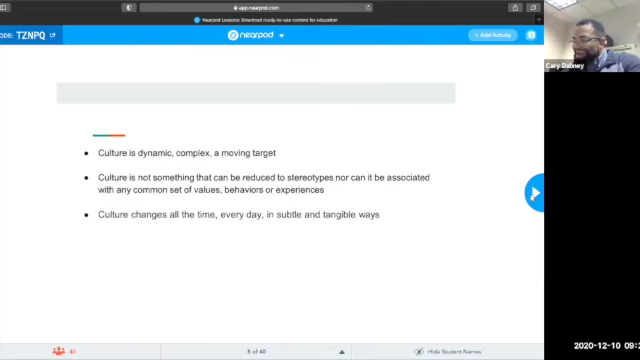 app.nearpod.com
Nearpod Lessons: Download ready-to-use content for education
ODE: TZNPQ
nearpod
+ Add Activity
Cary Dabney
Culture is dynamic, complex, a moving target
Culture is not something that can be reduced to stereotypes nor can it be associated
with any common set of values, behaviors or experiences
Culture changes all the time, every day, in subtle and tangible ways
40
5 of 40
Hide Student Names
2020-12-10 09:2